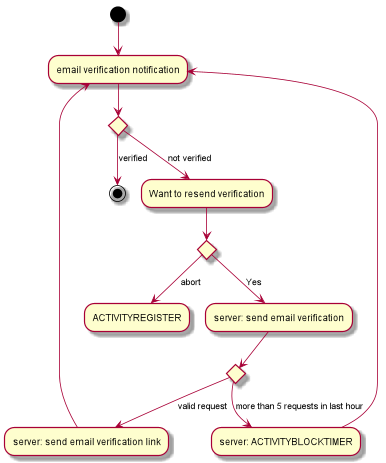 email verification notification
verified
not verified
Want to resend verification
abort
Yes
ACTIVITYREGISTER
server: send email verification
valid request
more than 5 requests in last hour
server: send email verification link
server: ACTIVITYBLOCKTIMER